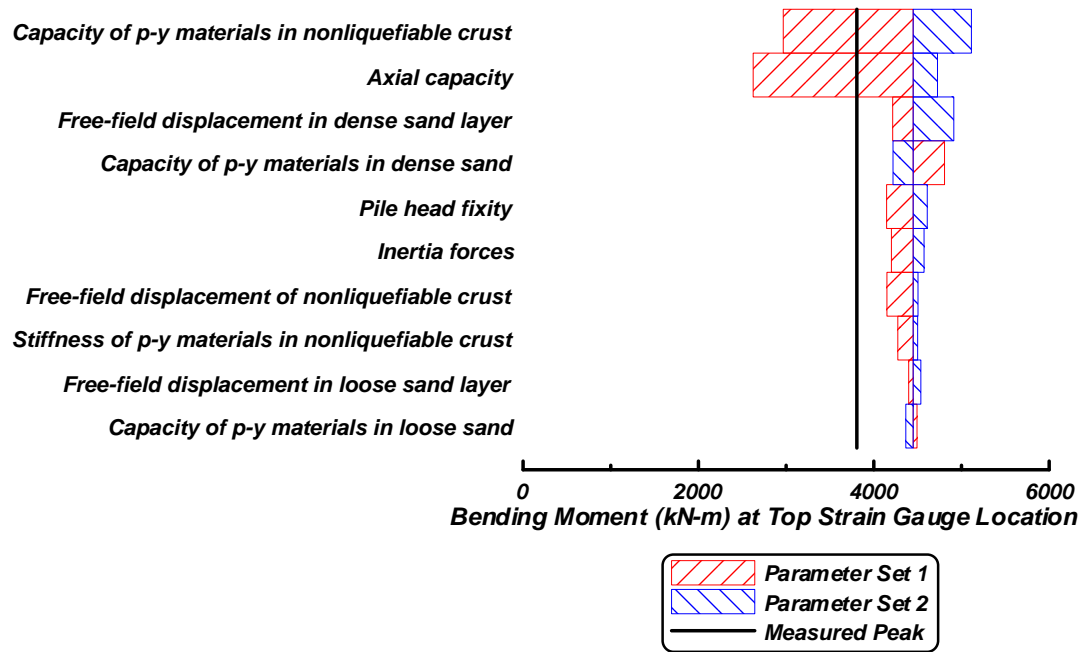 Capacity of p-y materials in nonliquefiable crust
Axial capacity
Free-field displacement in dense sand layer
Capacity of p-y materials in dense sand
Pile head fixity
Inertia forces
Free-field displacement of nonliquefiable crust
Stiffness of p-y materials in nonliquefiable crust
Free-field displacement in loose sand layer
Capacity of p-y materials in loose sand
0 2000 4000 6000
Bending Moment (kN-m) at Top Strain Gauge Location
Parameter Set 1
Parameter Set 2
Measured Peak